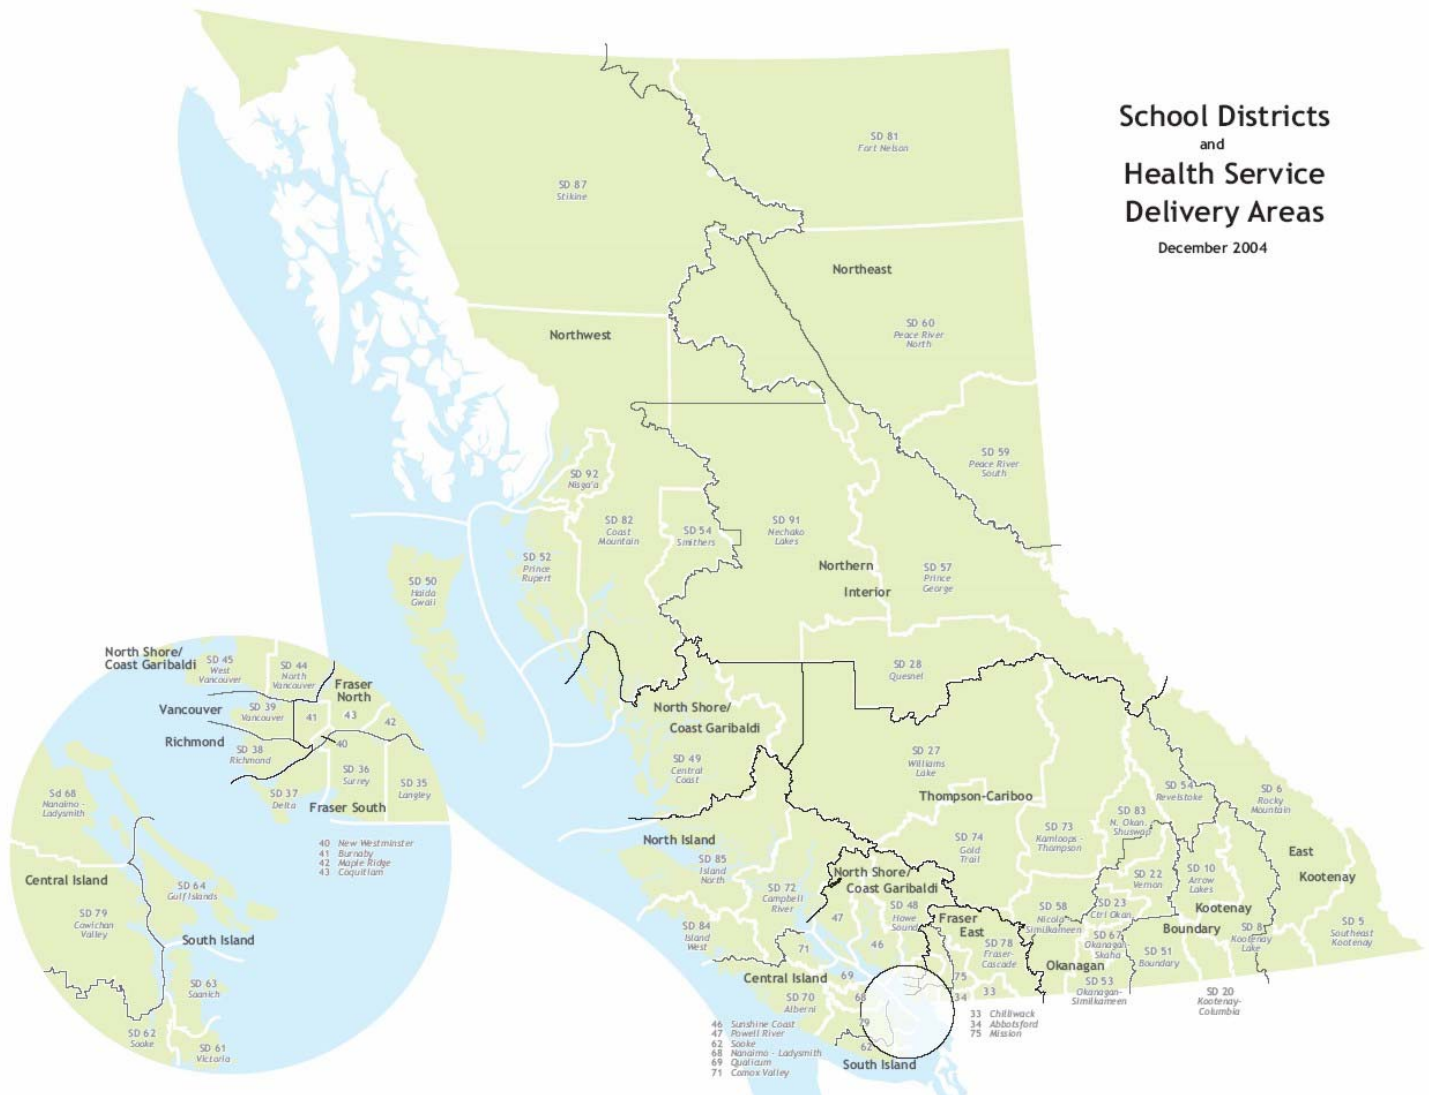 School Districts
and
Health Service
Delivery Areas
December 2004
SD 81
Fort Nelson
SD 87
Stikine
Northeast
SD 60
Peace River
North
Northwest
SD 59
Peace River
South
SD 92
Nisga'a
SD 82
Coast
Mountain
SD 54
Smithers
SD 91
Nechako
Lakes
SD 52
Prince
Rupert
SD 50
Haida
Gwaii
Northern
Interior
SD 57
Prince
George
SD 28
Quesnel
North Shore/
Coast Garibaldi
SD 49
Central
Coast
SD 27
Williams
Lake
Thompson-Cariboo
SD 54
Revelstoke
SD 6
Rocky
Mountain
SD 83
N. Okan.
Shuswap
SD 73
Kamloops -
Thompson
SD 74
Gold
Trail
North Island
SD 85
Island
North
SD 72
Campbell
River
North Shore/
Coast Garibaldi
East
Kootenay
SD 22
Vernon
SD 10
Arrow
Lakes
SD 48
Howe
Sound
47
46
SD 58
Nicola
Similkameen
SD 23
Ctrl Okan.
Kootenay
Boundary
SD 8
Kootenay
Lake
SD 5
Southeast
Kootenay
SD 84
Island
West
Fraser
East
SD 78
Fraser-
Cascade
SD 67
Okanagan-
Skaha
SD 51
Boundary
71
Okanagan
Central Island
69
75
34
33
SD 53
Okanagan-
Similkameen
SD 20
Kootenay-
Columbia
SD 70
Alberni
68
79
62
South Island
33 Chilliwack
34 Abbotsford
75 Mission
46 Sunshine Coast
47 Powell River
62 Sooke
68 Nanaimo - Ladysmith
69 Qualicum
71 Comox Valley
North Shore/
Coast Garibaldi
SD 45
West
Vancouver
SD 44
North
Vancouver
Fraser
North
Vancouver
SD 39
Vancouver
41
43
42
Richmond
SD 38
Richmond
40
SD 36
Surrey
SD 35
Langley
SD 37
Delta
Fraser South
Sd 68
Nanaimo -
Ladysmith
40 New Westminster
41 Burnaby
42 Maple Ridge
43 Coquitlam
Central Island
SD 64
Gulf Islands
SD 79
Cowichan
Valley
South Island
SD 63
Saanich
SD 62
Sooke
SD 61
Victoria